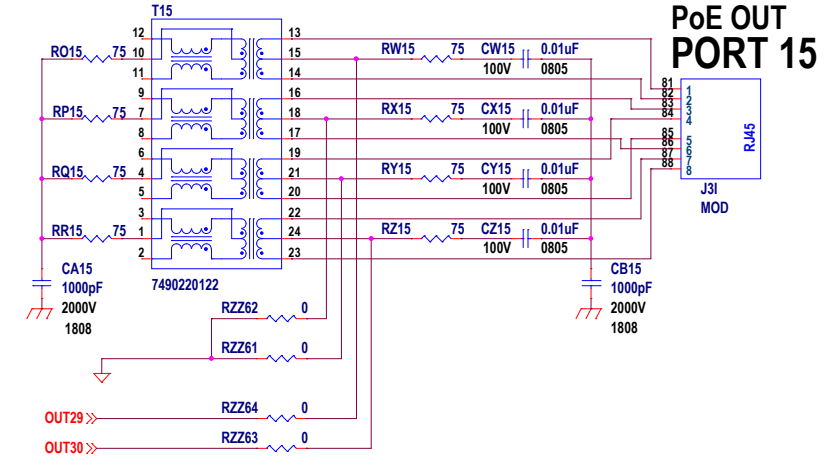 PoE OUT
PORT 15
T15
12
13
RO15 75 10
15 RW15 75 CW15 0.01uF
11
14
100V 0805
9
16
RP15 75 7
18 RX15 75 CX15 0.01uF
8
17
100V 0805
6
19
RQ15 75 4
21 RY15 75 CY15 0.01uF
5
20
100V 0805
3
22
RR15 75 1
24 RZ15 75 CZ15 0.01uF
2
23
100V 0805
81 1
82 2
83 3
84 4
85 5
86 6
87 7
88 8
RJ45
J3I
MOD
CA15
1000pF
2000V
1808
7490220122
CB15
1000pF
2000V
1808
RZZ62 0
RZZ61 0
OUT29 RZZ64 0
OUT30 RZZ63 0